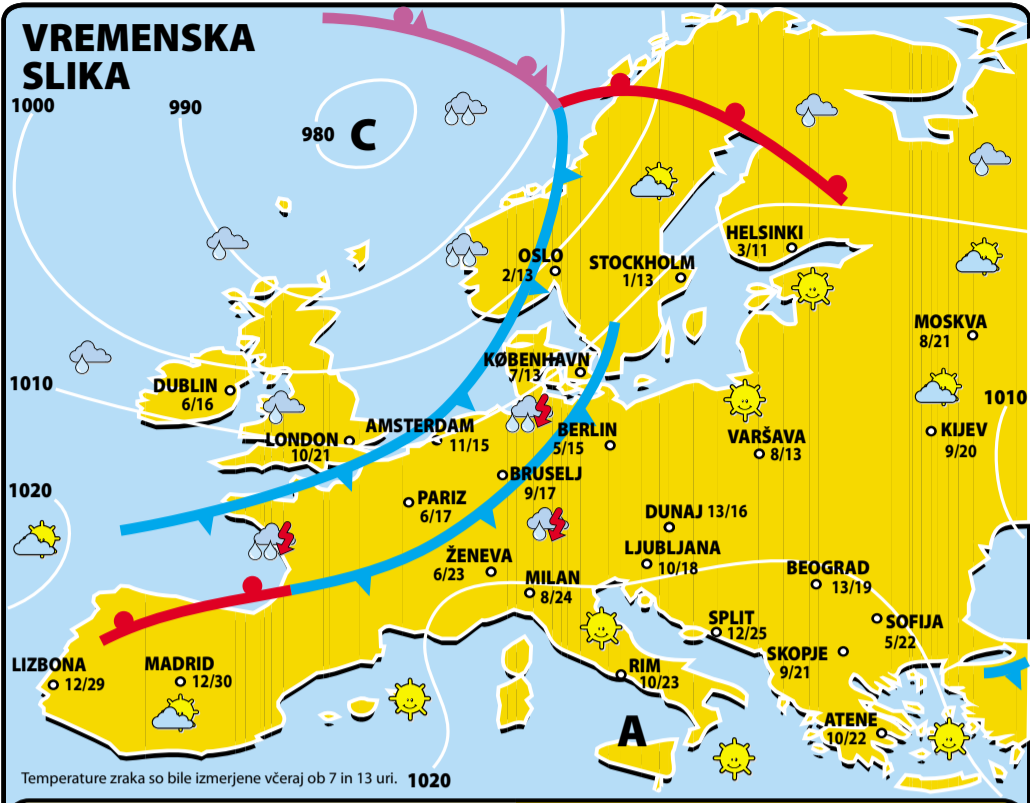 VREMENSKA
SLIKA
1000
990
980 C
HELSINKI
3/11
OSLO
2/13
STOCKHOLM
1/13
MOSKVA
8/21
KØBENHAVN
7/13
1010
DUBLIN
6/16
1010
AMSTERDAM
11/15
LONDON
10/21
BERLIN
5/15
VARŠAVA
8/13
KIJEV
9/20
BRUSELJ
9/17
1020
PARIZ
6/17
DUNAJ 13/16
LJUBLJANA
10/18
ŽENEVA
6/23
BEOGRAD
13/19
MILAN
8/24
SPLIT
12/25
SOFIJA
5/22
SKOPJE
9/21
LIZBONA
12/29
MADRID
12/30
RIM
10/23
ATENE
10/22
A
Temperature zraka so bile izmerjene včeraj ob 7 in 13 uri.
1020